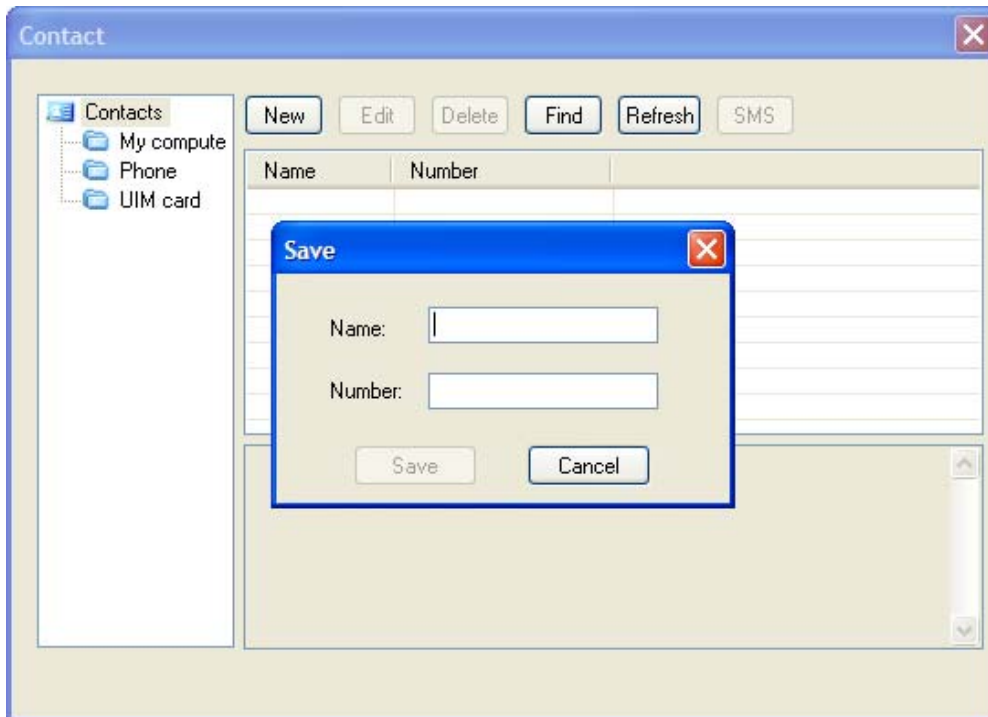 Contact
Contacts
My compute
Phone
UIM card
New Edit Delete Find Refresh SMS
Name Number
Save
Name:
Number:
Save Cancel